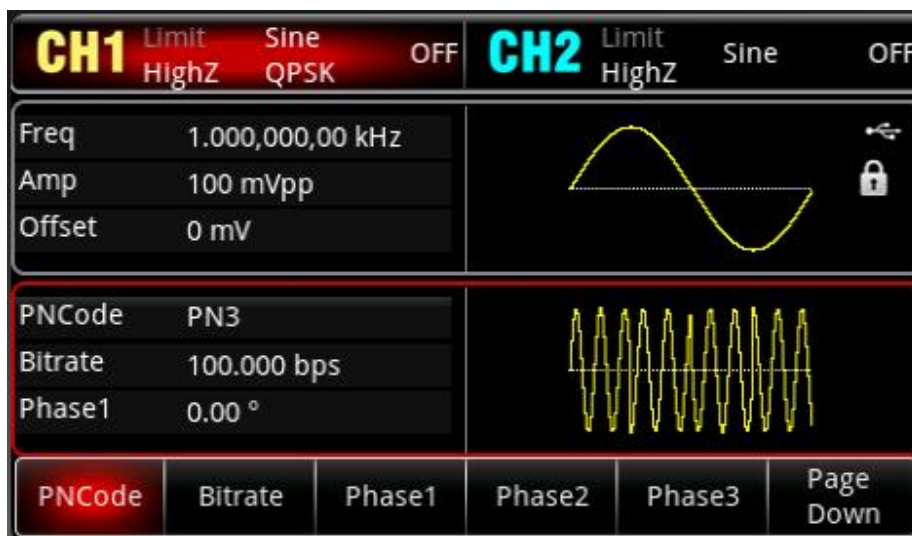 CH1 Limit Sine OFF CH2 Limit Sine OFF
HighZ QPSK HighZ
Freq 1.000,000,00 kHz
Amp 100 mVpp
Offset 0 mV
PNCode PN3
Bitrate 100.000 bps
Phase1 0.00 °
PNCode Bitrate Phase1 Phase2 Phase3 Page
Down